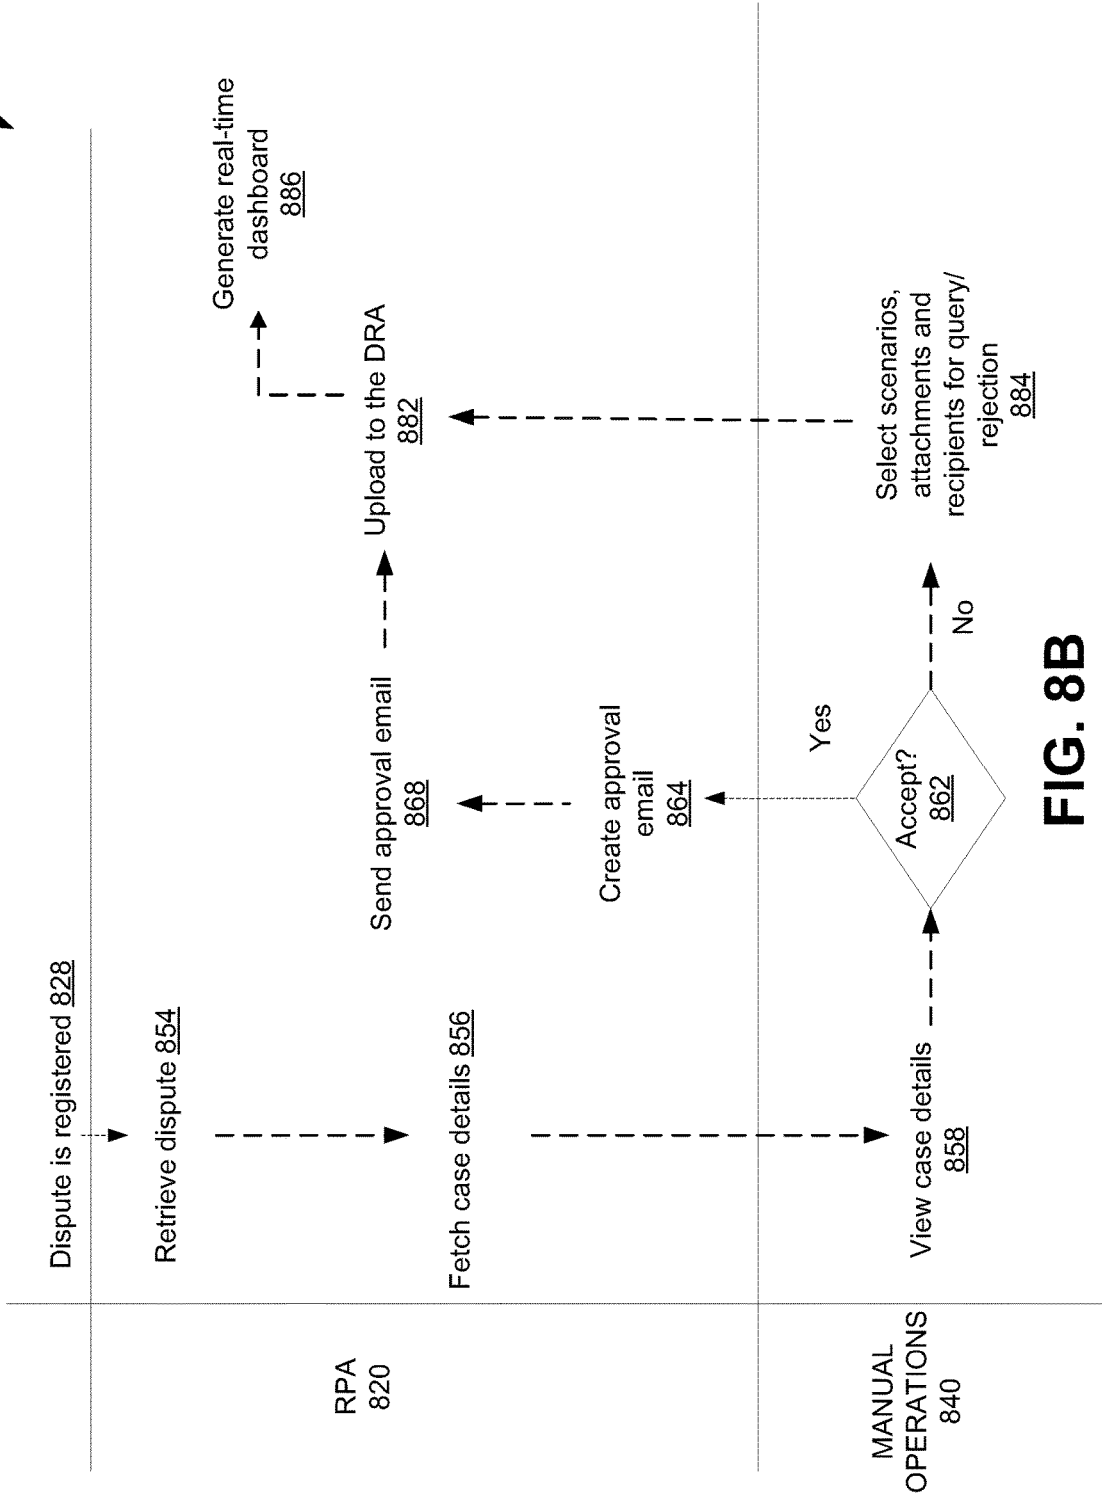 Dispute is registered 828
RPA
820
Retrieve dispute 854
Fetch case details 856
Send approval email
868
Create approval
email
864
Upload to the DRA
882
Generate real-time
dashboard
886
MANUAL
OPERATIONS
840
View case details
858
Accept?
862
Yes
No
Select scenarios,
attachments and
recipients for query/
rejection
884
FIG. 8B